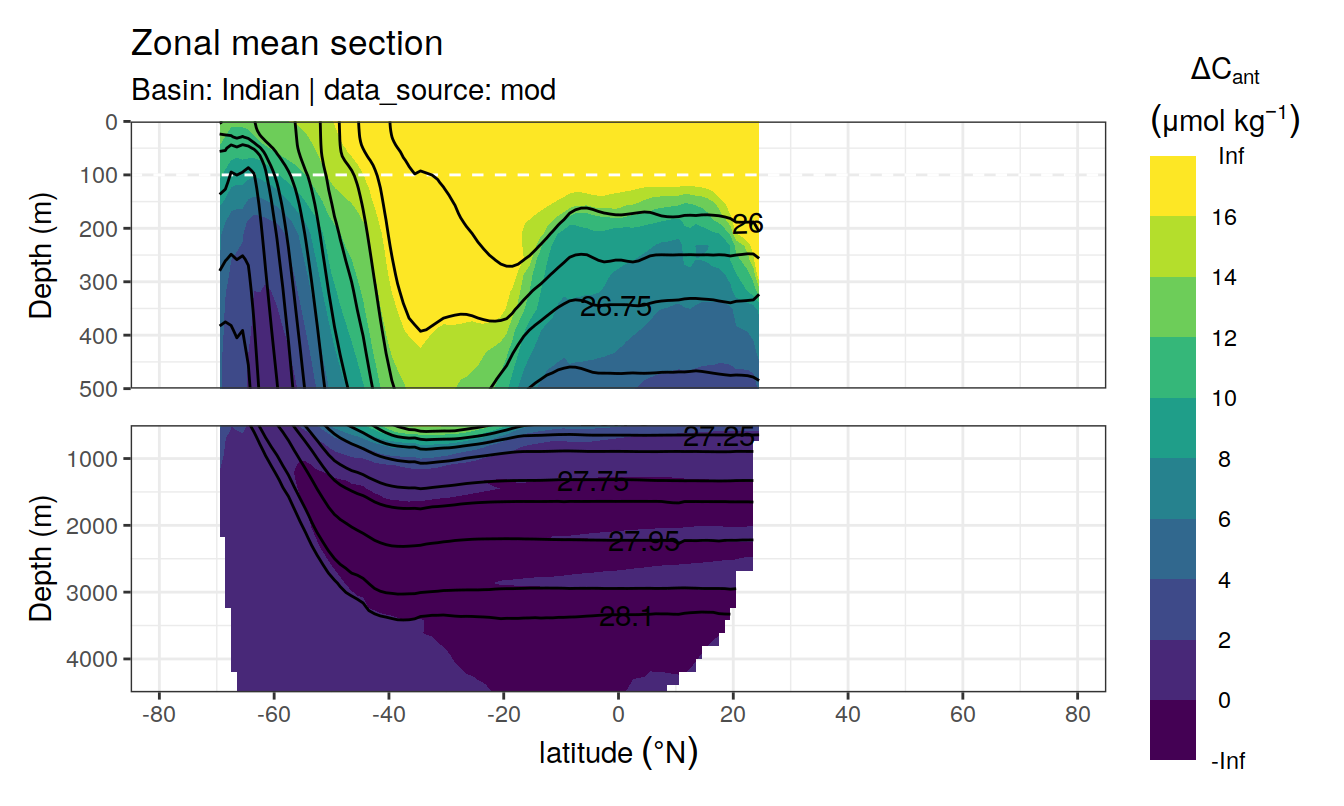 Zonal mean section
Basin: Indian | data_source: mod
ΔCant
(μmol kg⁻¹)
Inf
16
14
12
10
8
6
4
2
0
-Inf
Depth (m)
0
100
200
300
400
500
26
26.75
Depth (m)
1000
2000
3000
4000
27.25
27.75
27.95
28.1
-80 -60 -40 -20 0 20 40 60 80
latitude (°N)